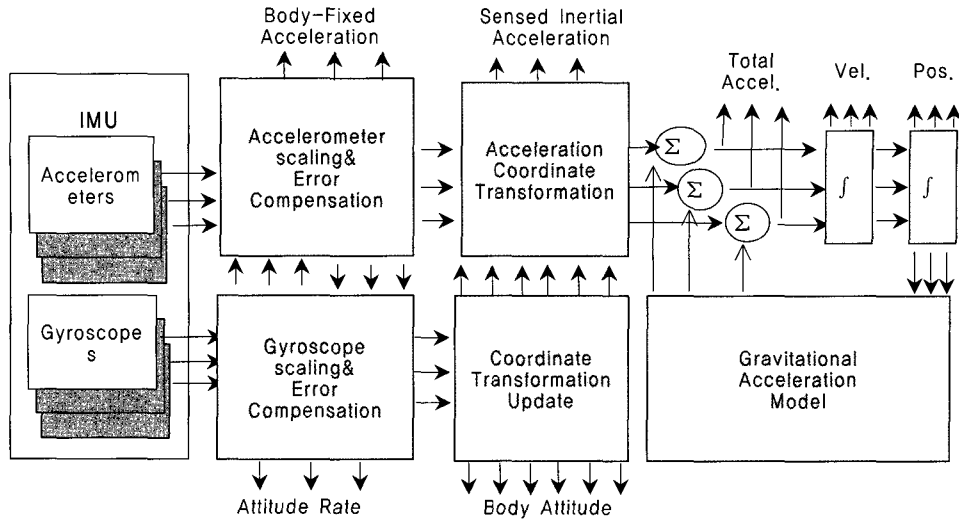 Body-Fixed
Acceleration
Sensed Inertial
Acceleration
Total
Accel.
Vel.
Pos.
IMU
Accelerom
eters
Accelerometer
scaling&
Error
Compensation
Acceleration
Coordinate
Transformation
Σ
Σ
Σ
∫
∫
Gyroscope
s
Gyroscope
scaling&
Error
Compensation
Coordinate
Transformation
Update
Gravitational
Acceleration
Model
Attitude Rate
Body Attitude